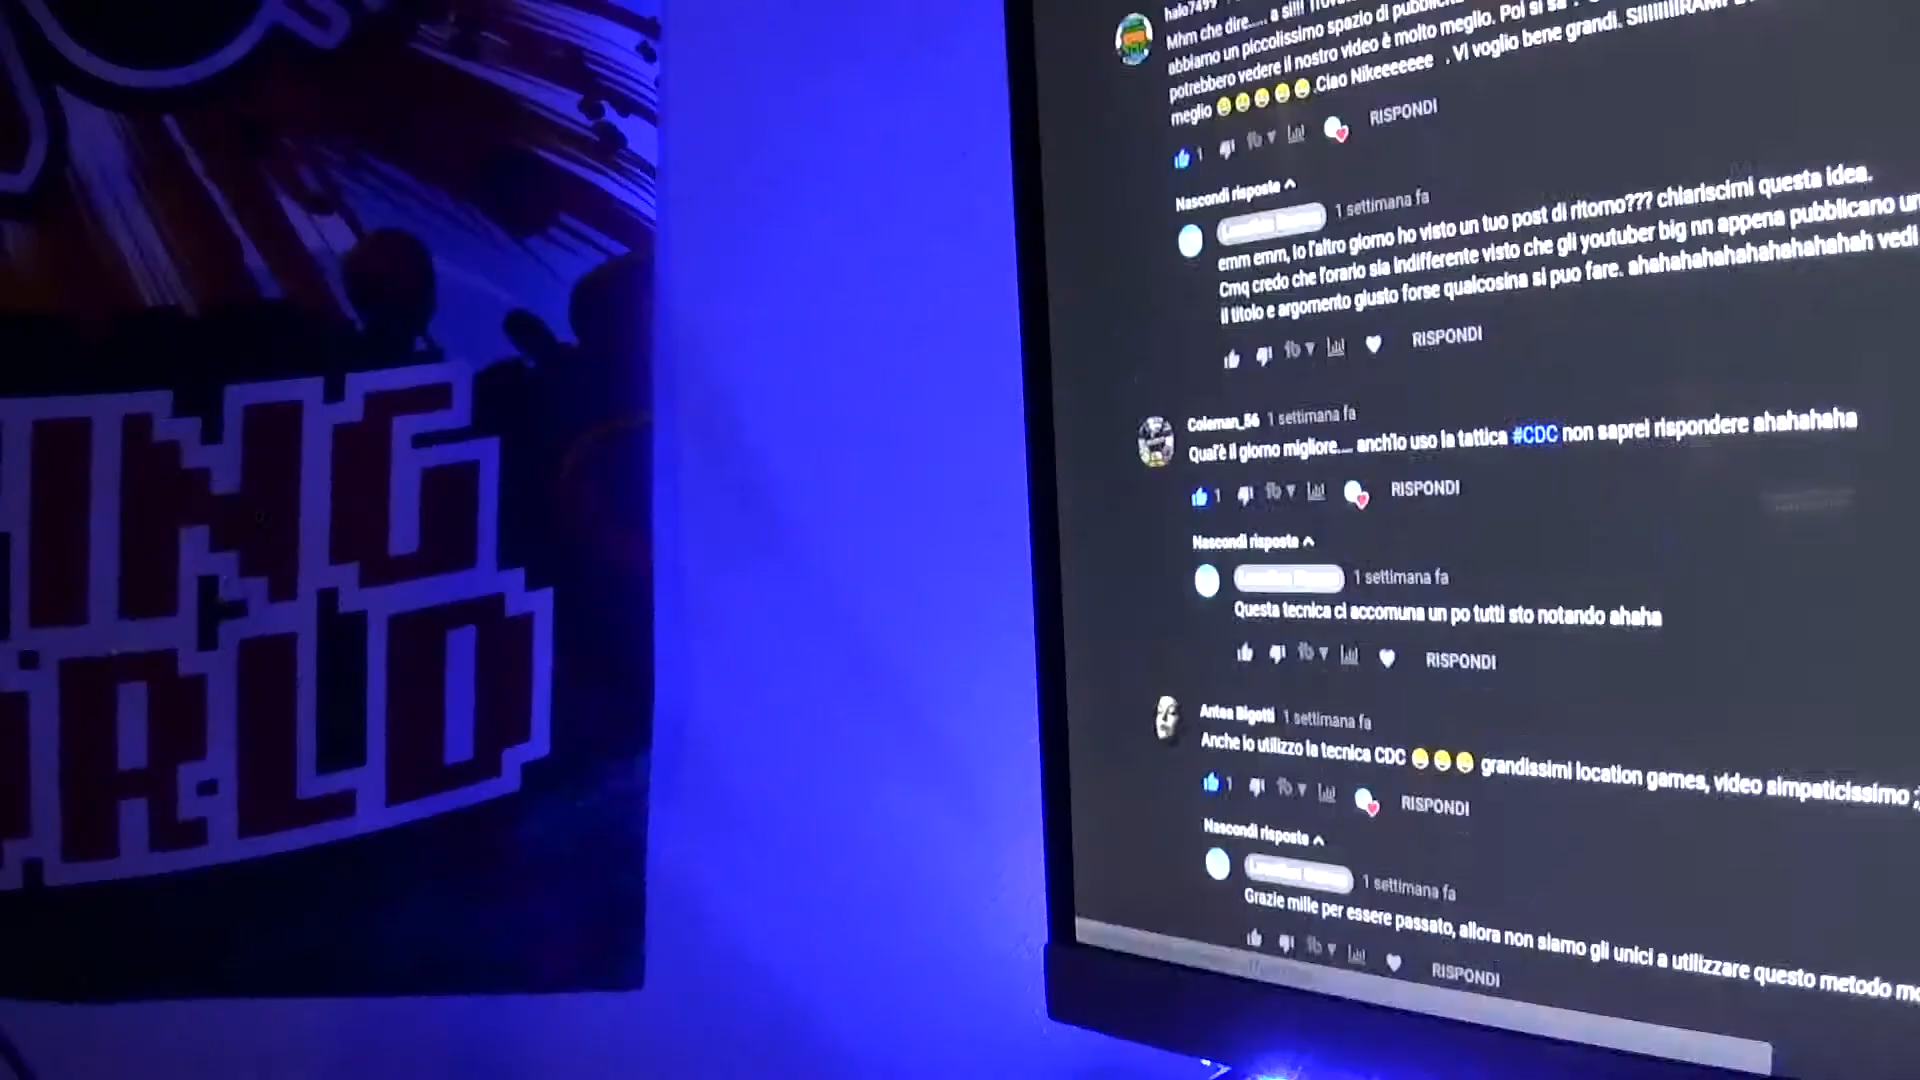 ING
ORLD
halo7499
Mhm che dire..... a si!!!
abbiamo un piccolissimo spazio di pubblicità
potrebbero vedere il nostro video è molto meglio. Poi si sa
meglio 😀😀😀😀😀.Ciao Nikeeeeeee . Vi voglio bene grandi.
1 RISPONDI
Nascondi risposte
1 settimana fa
emm emm, io l'altro giorno ho visto un tuo post di ritorno??? chiariscimi questa idea.
Cmq credo che l'orario sia indifferente visto che gli youtuber big nn appena pubblicano un
il titolo e argomento giusto forse qualcosina si puo fare. ahahahahahahahahahah vedi
RISPONDI
Coleman_56 1 settimana fa
Qual'è il giorno migliore.... anch'io uso la tattica #CDC non saprei rispondere ahahahaha
1 RISPONDI
Nascondi risposta
1 settimana fa
Questa tecnica ci accomuna un po tutti sto notando ahaha
RISPONDI
Antea Bigotti 1 settimana fa
Anche io utilizzo la tecnica CDC 😀😀😀 grandissimi location games, video simpaticissimo ;
1 RISPONDI
Nascondi risposta
1 settimana fa
Grazie mille per essere passato, allora non siamo gli unici a utilizzare questo metodo
RISPONDI